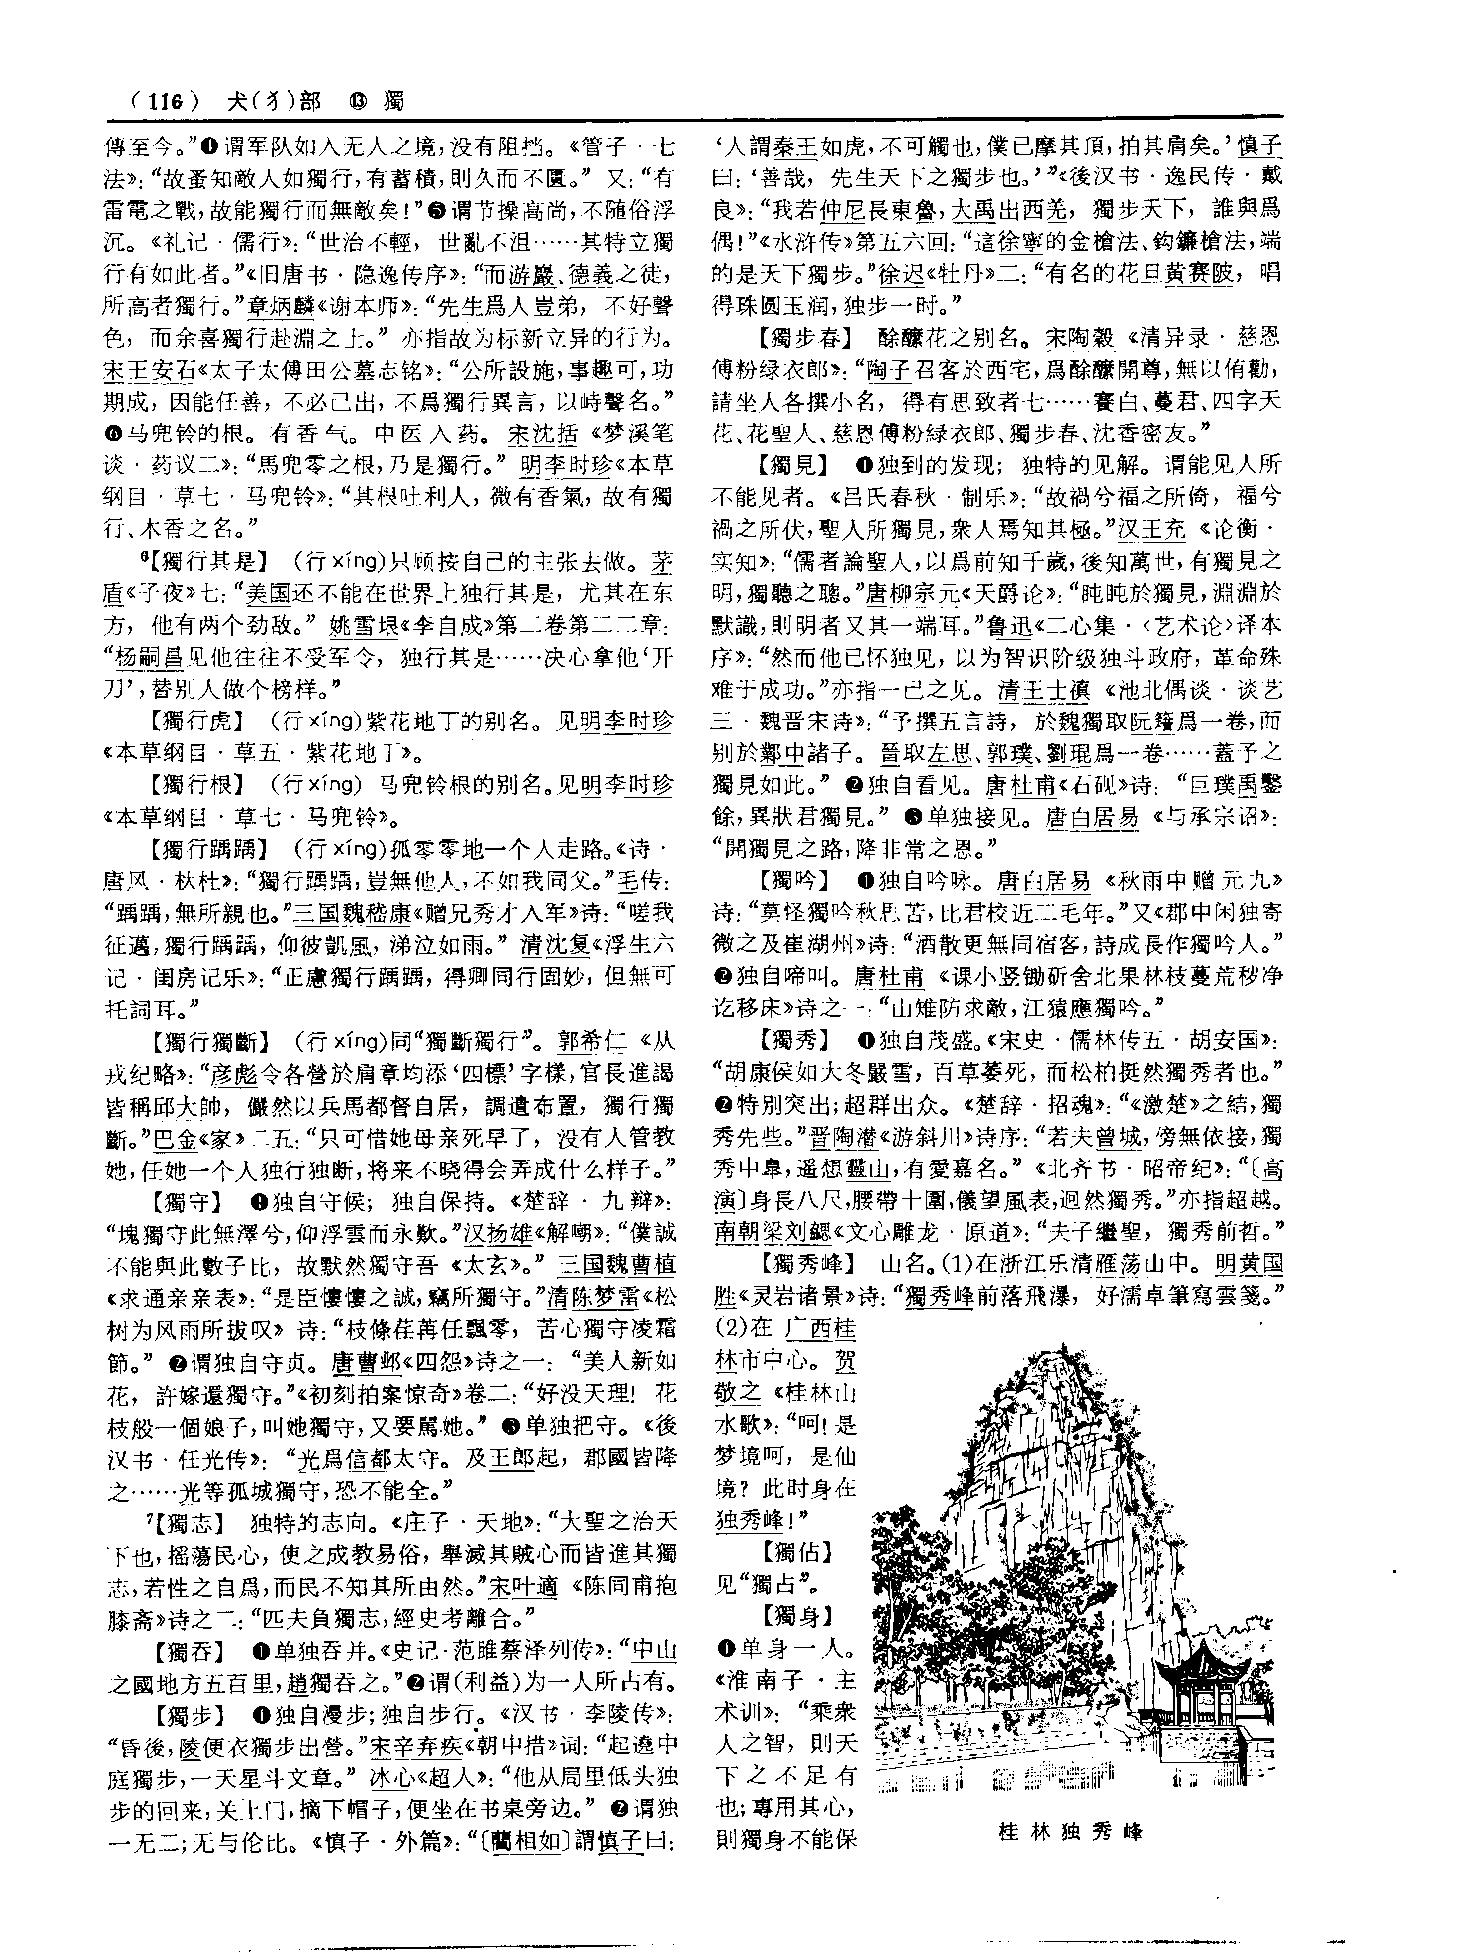 （116） 犬(犭)部 ⓭ 獨
傳至今。”❹谓军队如入无人之境，没有阻挡。《管子·七
法》：“故蚤知敵人如獨行，有蓄積，則久而不匱。” 又：“有
雷電之戰，故能獨行而無敵矣！”❺谓节操高尚，不随俗浮
沉。《礼记·儒行》：“世治不輕，世亂不沮……其特立獨
行有如此者。”《旧唐书·隐逸传序》：“而游巖、德義之徒，
所高者獨行。”章炳麟《谢本师》：“先生爲人豈弟，不好聲
色，而余喜獨行赴淵之士。” 亦指故为标新立异的行为。
宋王安石《太子太傅田公墓志铭》：“公所設施，事趣可，功
期成，因能任善，不必己出，不爲獨行異言，以峙聲名。”
❻马兜铃的根。有香气。中医入药。宋沈括《梦溪笔
谈·药议二》：“馬兜零之根，乃是獨行。” 明李时珍《本草
纲目·草七·马兜铃》：“其根吐利人，微有香氣，故有獨
行、木香之名。”
⁶【獨行其是】 （行 xíng）只顾按自己的主张去做。茅
盾《子夜》七：“美国还不能在世界上独行其是，尤其在东
方，他有两个劲敌。” 姚雪垠《李自成》第二卷第二二章：
“杨嗣昌见他往往不受军令，独行其是……决心拿他‘开
刀’，替别人做个榜样。”
【獨行虎】 （行 xíng）紫花地丁的别名。见明李时珍
《本草纲目·草五·紫花地丁》。
【獨行根】 （行 xíng） 马兜铃根的别名。见明李时珍
《本草纲目·草七·马兜铃》。
【獨行踽踽】 （行 xíng）孤零零地一个人走路。《诗·
唐风·杕杜》：“獨行踽踽，豈無他人，不如我同父。”毛传：
“踽踽，無所親也。”三国魏嵇康《赠兄秀才入军》诗：“嗟我
征邁，獨行踽踽，仰彼凱風，涕泣如雨。” 清沈复《浮生六
记·闺房记乐》：“正慮獨行踽踽，得卿同行固妙，但無可
托詞耳。”
【獨行獨斷】 （行 xíng）同“獨斷獨行”。郭希仁《从
戎纪略》：“彦彪令各營於肩章均添‘四標’字樣，官長進謁
皆稱邱大帥，儼然以兵馬都督自居，調遣布置，獨行獨
斷。”巴金《家》二五：“只可惜她母亲死早了，没有人管教
她，任她一个人独行独断，将来不晓得会弄成什么样子。”
【獨守】 ❶独自守候；独自保持。《楚辞·九辩》：
“塊獨守此無澤兮，仰浮雲而永歎。”汉扬雄《解嘲》：“僕誠
不能與此數子比，故默然獨守吾《太玄》。” 三国魏曹植
《求通亲亲表》：“是臣慺慺之誠，竊所獨守。”清陈梦雷《松
树为风雨所拔叹》诗：“枝條荏苒任飄零，苦心獨守凌霜
節。” ❷谓独自守贞。唐曹邺《四怨》诗之一：“美人新如
花，許嫁還獨守。”《初刻拍案惊奇》卷二：“好没天理！花
枝般一個娘子，叫她獨守，又要駡她。” ❸单独把守。《後
汉书·任光传》：“光爲信都太守。及王郎起，郡國皆降
之……光等孤城獨守，恐不能全。”
⁷【獨志】 独特的志向。《庄子·天地》：“大聖之治天
下也，摇蕩民心，使之成教易俗，舉滅其賊心而皆進其獨
志，若性之自爲，而民不知其所由然。”宋叶適《陈同甫抱
膝斋》诗之二：“匹夫負獨志，經史考離合。”
【獨吞】 ❶单独吞并。《史记·范雎蔡泽列传》：“中山
之國地方五百里，趙獨吞之。”❷谓（利益）为一人所占有。
【獨步】 ❶独自漫步；独自步行。《汉书·李陵传》：
“昏後，陵便衣獨步出營。”宋辛弃疾《朝中措》词：“起遶中
庭獨步，一天星斗文章。” 冰心《超人》：“他从局里低头独
步的回来，关上门，摘下帽子，便坐在书桌旁边。” ❷谓独
一无二；无与伦比。《慎子·外篇》：“〔藺相如〕謂慎子曰：
‘人謂秦王如虎，不可觸也，僕已摩其頂，拍其肩矣。’慎子
曰：‘善哉，先生天下之獨步也。’”《後汉书·逸民传·戴
良》：“我若仲尼長東魯，大禹出西羌，獨步天下，誰與爲
偶！”《水浒传》第五六回：“這徐寧的金槍法、鈎鐮槍法，端
的是天下獨步。”徐迟《牡丹》二：“有名的花旦黄赛陂，唱
得珠圆玉润，独步一时。”
【獨步春】 酴醾花之别名。宋陶穀《清异录·慈恩
傅粉绿衣郎》：“陶子召客於西宅，爲酴醾開尊，無以侑勸，
請坐人各撰小名，得有思致者七……賽白、蔓君、四字天
花、花聖人、慈恩傅粉緑衣郎、獨步春、沈香密友。”
【獨見】 ❶独到的发现；独特的见解。谓能见人所
不能见者。《吕氏春秋·制乐》：“故禍兮福之所倚，福兮
禍之所伏，聖人所獨見，衆人焉知其極。”汉王充《论衡·
实知》：“儒者論聖人，以爲前知千歲，後知萬世，有獨見之
明，獨聽之聰。”唐柳宗元《天爵论》：“盹盹於獨見，淵淵於
默識，則明者又其一端耳。”鲁迅《二心集·〈艺术论〉译本
序》：“然而他已怀独见，以为智识阶级独斗政府，革命殊
难于成功。”亦指一己之见。清王士禛《池北偶谈·谈艺
三·魏晋宋诗》：“予撰五言詩，於魏獨取阮籍爲一卷，而
别於鄴中諸子。晉取左思、郭璞、劉琨爲一卷……蓋予之
獨見如此。” ❷独自看见。唐杜甫《石砚》诗：“巨璞禹鑿
餘，異狀君獨見。” ❸单独接见。唐白居易《与承宗诏》：
“開獨見之路，降非常之恩。”
【獨吟】 ❶独自吟咏。唐白居易《秋雨中赠元九》
诗：“莫怪獨吟秋思苦，比君校近二毛年。”又《郡中闲独寄
微之及崔湖州》诗：“酒散更無同宿客，詩成長作獨吟人。”
❷独自啼叫。唐杜甫《课小竖锄斫舍北果林枝蔓荒秽净
讫移床》诗之一：“山雉防求敵，江猿應獨吟。”
【獨秀】 ❶独自茂盛。《宋史·儒林传五·胡安国》：
“胡康侯如大冬嚴雪，百草萎死，而松柏挺然獨秀者也。”
❷特别突出；超群出众。《楚辞·招魂》：“《激楚》之結，獨
秀先些。”晋陶潜《游斜川》诗序：“若夫曾城，傍無依接，獨
秀中皋，遥想靈山，有愛嘉名。” 《北齐书·昭帝纪》：“〔高
演〕身長八尺，腰帶十圍，儀望風表，迥然獨秀。”亦指超越。
南朝梁刘勰《文心雕龙·原道》：“夫子繼聖，獨秀前哲。”
【獨秀峰】 山名。(1)在浙江乐清雁荡山中。明黄国
胜《灵岩诸景》诗：“獨秀峰前落飛瀑，好濡卓筆寫雲箋。”
(2)在广西桂
林市中心。贺
敬之《桂林山
水歌》：“呵！是
梦境呵，是仙
境？此时身在
独秀峰！”
【獨佔】
见“獨占”。
【獨身】
❶单身一人。
《淮南子·主
术训》：“乘衆
人之智，則天
下之不足有
也；專用其心，
則獨身不能保
桂林独秀峰